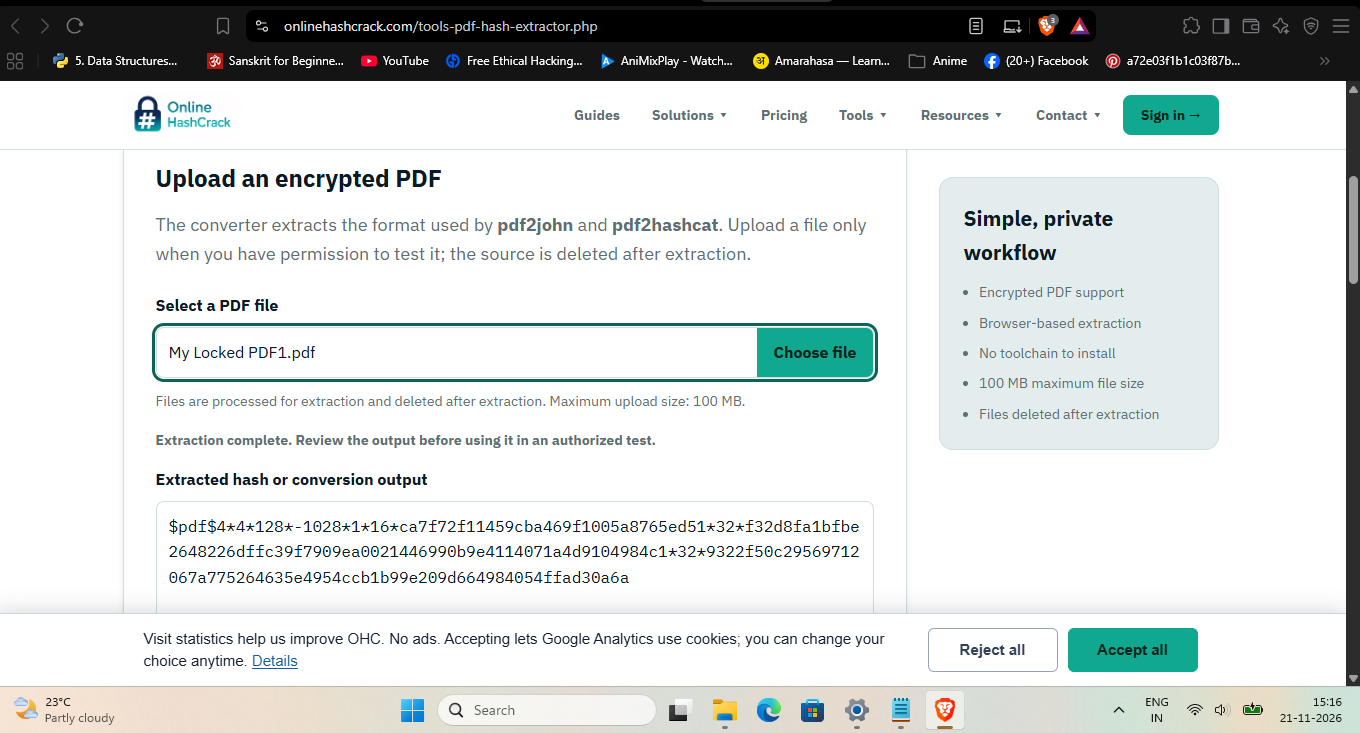 onlinehashcrack.com/tools-pdf-hash-extractor.php
3
5. Data Structures...
Sanskrit for Beginne...
YouTube
Free Ethical Hacking...
AniMixPlay - Watch...
Amarahasa — Learn...
Anime
(20+) Facebook
a72e03f1b1c03f87b...
»
Online
HashCrack
Guides
Solutions ▼
Pricing
Tools ▼
Resources ▼
Contact ▼
Sign in →
Upload an encrypted PDF
The converter extracts the format used by pdf2john and pdf2hashcat. Upload a file only
when you have permission to test it; the source is deleted after extraction.
Select a PDF file
My Locked PDF1.pdf
Choose file
Files are processed for extraction and deleted after extraction. Maximum upload size: 100 MB.
Extraction complete. Review the output before using it in an authorized test.
Extracted hash or conversion output
$pdf$4*4*128*-1028*1*16*ca7f72f11459cba469f1005a8765ed51*32*f32d8fa1bfbe
2648226dffc39f7909ea0021446990b9e4114071a4d9104984c1*32*9322f50c29569712
067a775264635e4954ccb1b99e209d664984054ffad30a6a
Simple, private
workflow
• Encrypted PDF support
• Browser-based extraction
• No toolchain to install
• 100 MB maximum file size
• Files deleted after extraction
Visit statistics help us improve OHC. No ads. Accepting lets Google Analytics use cookies; you can change your
choice anytime. Details
Reject all
Accept all
23°C
Partly cloudy
Search
ENG
IN
15:16
21-11-2026